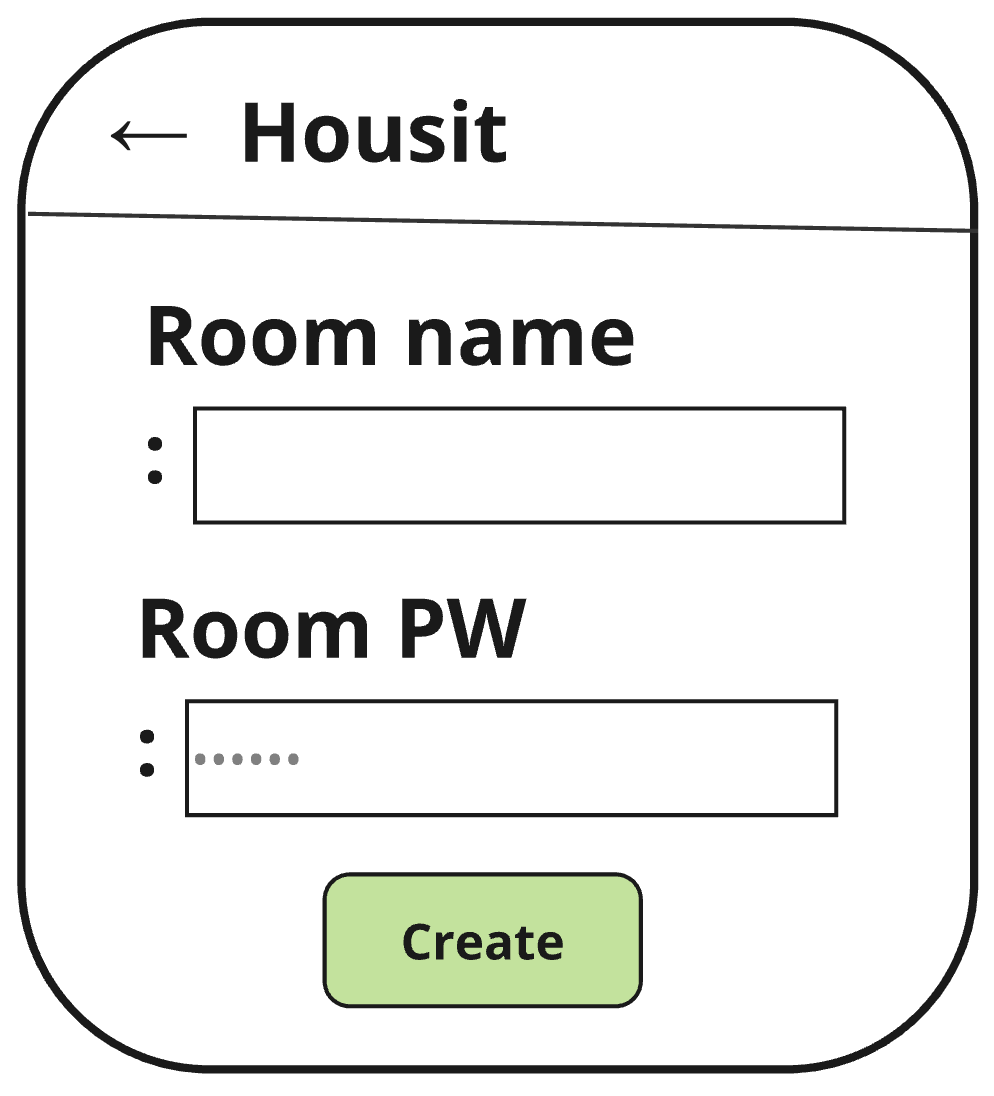 ← Housit
Room name
:
Room PW
: ••••••
Create